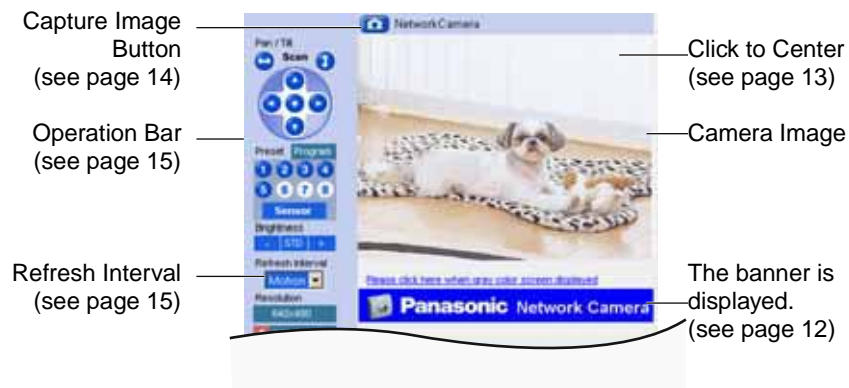 Capture Image
Button
(see page 14)
Operation Bar
(see page 15)
Refresh Interval
(see page 15)
NetworkCamera
Pan / Tilt
Scan
Preset Program
1 2 3 4
5 6 7 8
Sensor
Brightness
- STD +
Refresh Interval
Motion
Resolution
640x480
Please click here when gray color screen displayed
Panasonic Network Camera
Click to Center
(see page 13)
Camera Image
The banner is
displayed.
(see page 12)